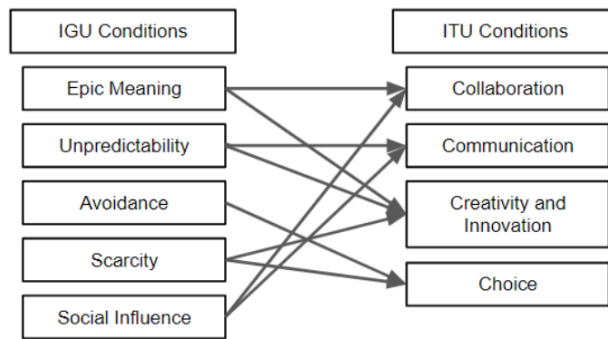 IGU Conditions
ITU Conditions
Epic Meaning
Collaboration
Unpredictability
Communication
Avoidance
Creativity and
Innovation
Scarcity
Choice
Social Influence